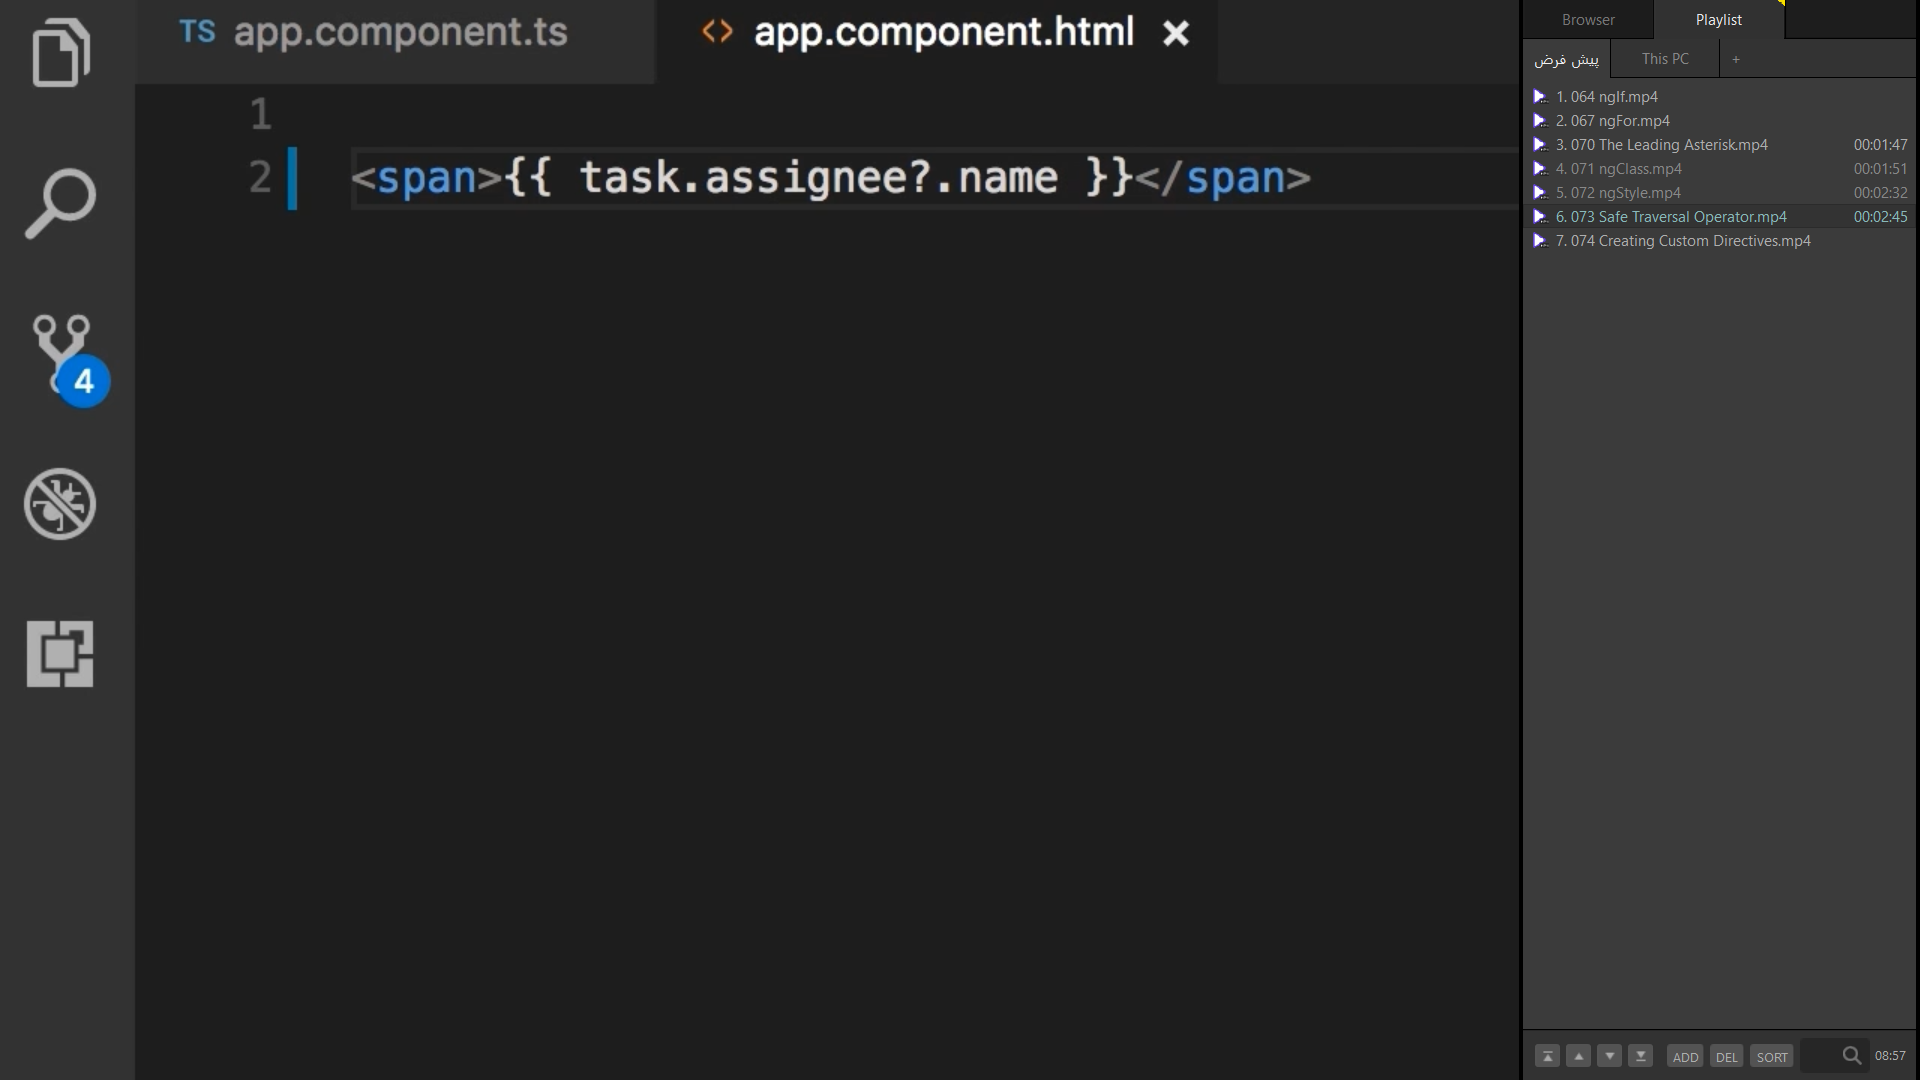 TS app.component.ts
<> app.component.html ×
1
2 <span>{{ task.assignee?.name }}</span>
4
Browser Playlist
پیش فرض This PC +
1. 064 ngIf.mp4
2. 067 ngFor.mp4
3. 070 The Leading Asterisk.mp4 00:01:47
4. 071 ngClass.mp4 00:01:51
5. 072 ngStyle.mp4 00:02:32
6. 073 Safe Traversal Operator.mp4 00:02:45
7. 074 Creating Custom Directives.mp4
ADD DEL SORT 08:57